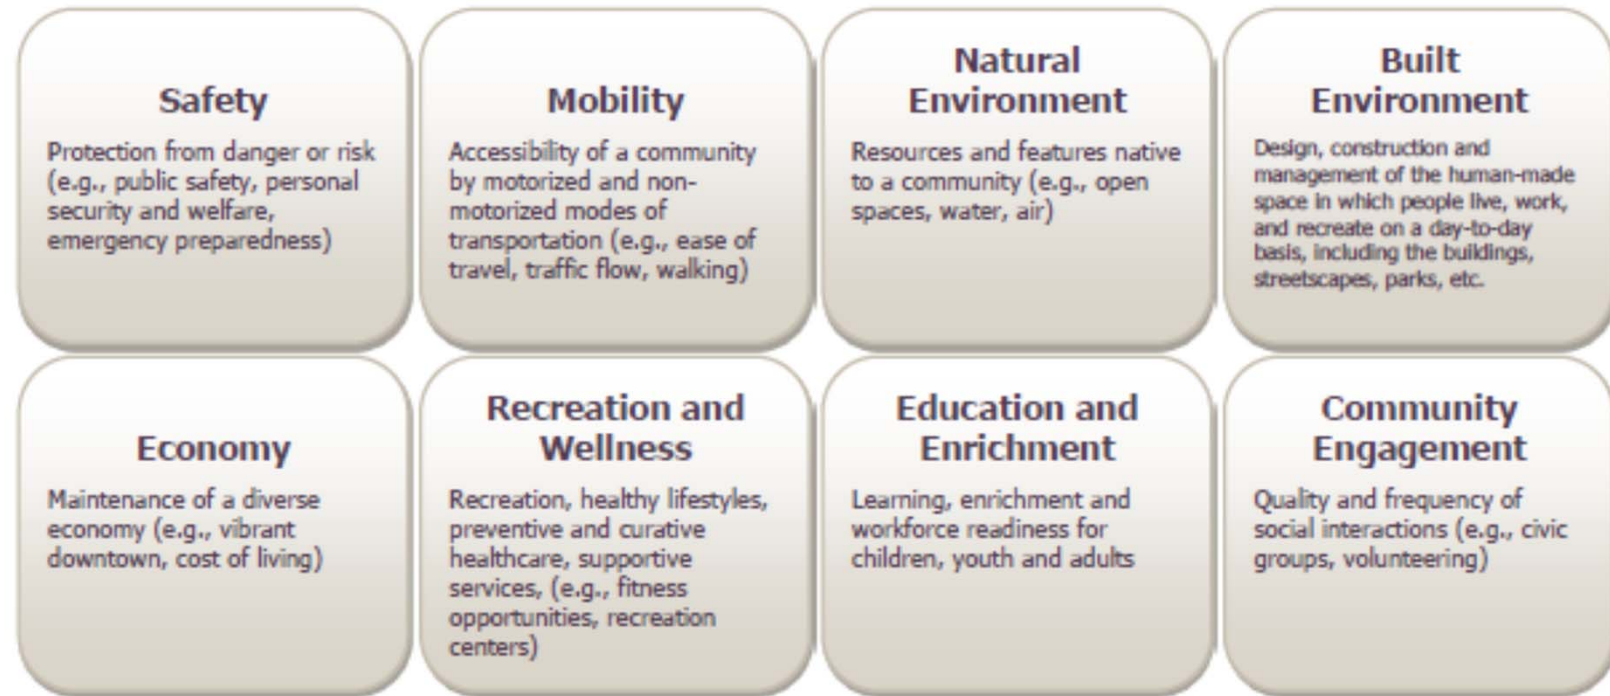 Safety
Protection from danger or risk
(e.g., public safety, personal
security and welfare,
emergency preparedness)
Mobility
Accessibility of a community
by motorized and non-
motorized modes of
transportation (e.g., ease of
travel, traffic flow, walking)
Natural
Environment
Resources and features native
to a community (e.g., open
spaces, water, air)
Built
Environment
Design, construction and
management of the human-made
space in which people live, work,
and recreate on a day-to-day
basis, including the buildings,
streetscapes, parks, etc.
Economy
Maintenance of a diverse
economy (e.g., vibrant
downtown, cost of living)
Recreation and
Wellness
Recreation, healthy lifestyles,
preventive and curative
healthcare, supportive
services, (e.g., fitness
opportunities, recreation
centers)
Education and
Enrichment
Learning, enrichment and
workforce readiness for
children, youth and adults
Community
Engagement
Quality and frequency of
social interactions (e.g., civic
groups, volunteering)